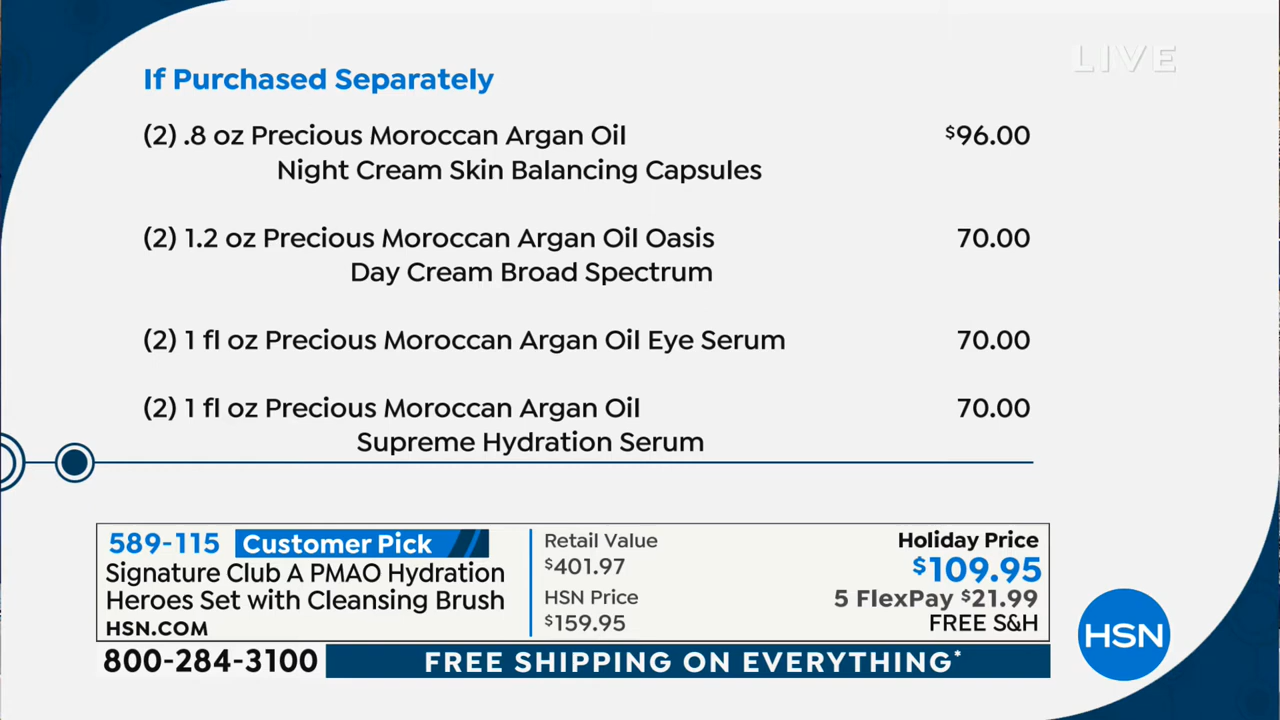 LIVE
If Purchased Separately
(2) .8 oz Precious Moroccan Argan Oil $96.00
Night Cream Skin Balancing Capsules
(2) 1.2 oz Precious Moroccan Argan Oil Oasis 70.00
Day Cream Broad Spectrum
(2) 1 fl oz Precious Moroccan Argan Oil Eye Serum 70.00
(2) 1 fl oz Precious Moroccan Argan Oil 70.00
Supreme Hydration Serum
589-115 Customer Pick
Signature Club A PMAO Hydration
Heroes Set with Cleansing Brush
HSN.COM
Retail Value
$401.97
HSN Price
$159.95
Holiday Price
$109.95
5 FlexPay $21.99
FREE S&H
HSN
800-284-3100 FREE SHIPPING ON EVERYTHING*